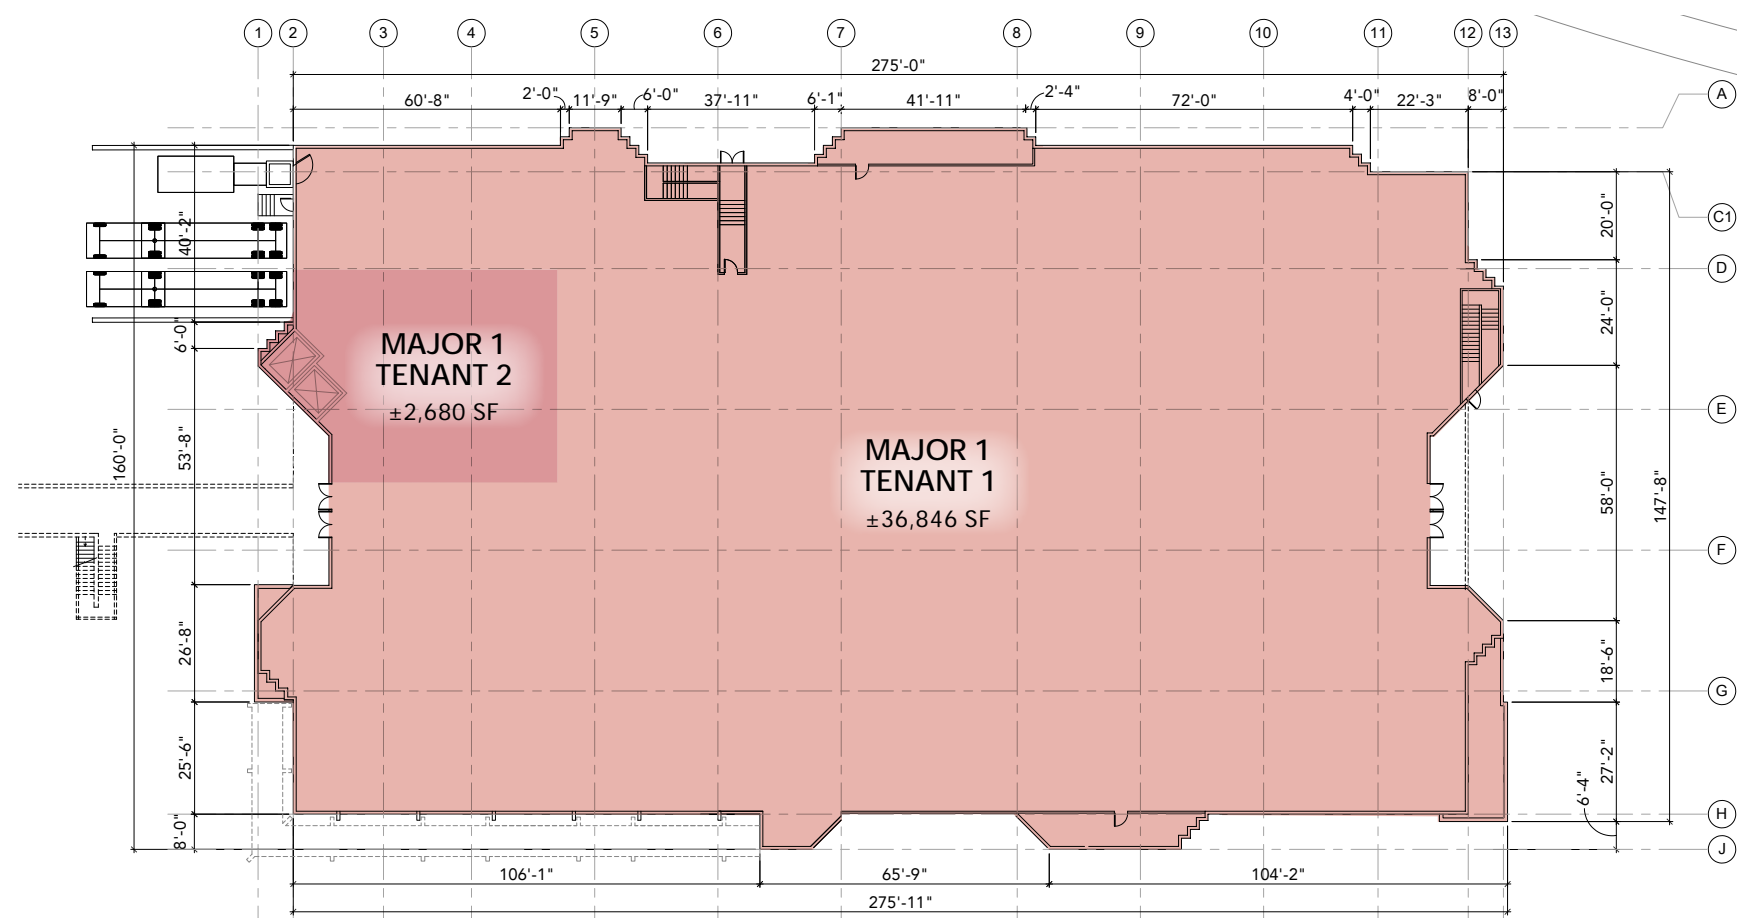 1 2 3 4 5 6 7 8 9 10 11 12 13
275'-0"
60'-8" 2'-0" 11'-9" 6'-0" 37'-11" 6'-1" 41'-11" 2'-4" 72'-0" 4'-0" 22'-3" 8'-0"
A
C1
D
E
F
G
H
J
160'-0"
40'-2"
6'-0"
53'-8"
26'-8"
25'-6"
8'-0"
MAJOR 1
TENANT 2
±2,680 SF
MAJOR 1
TENANT 1
±36,846 SF
20'-0"
24'-0"
58'-0"
147'-8"
18'-6"
27'-2"
6'-4"
106'-1" 65'-9" 104'-2"
275'-11"